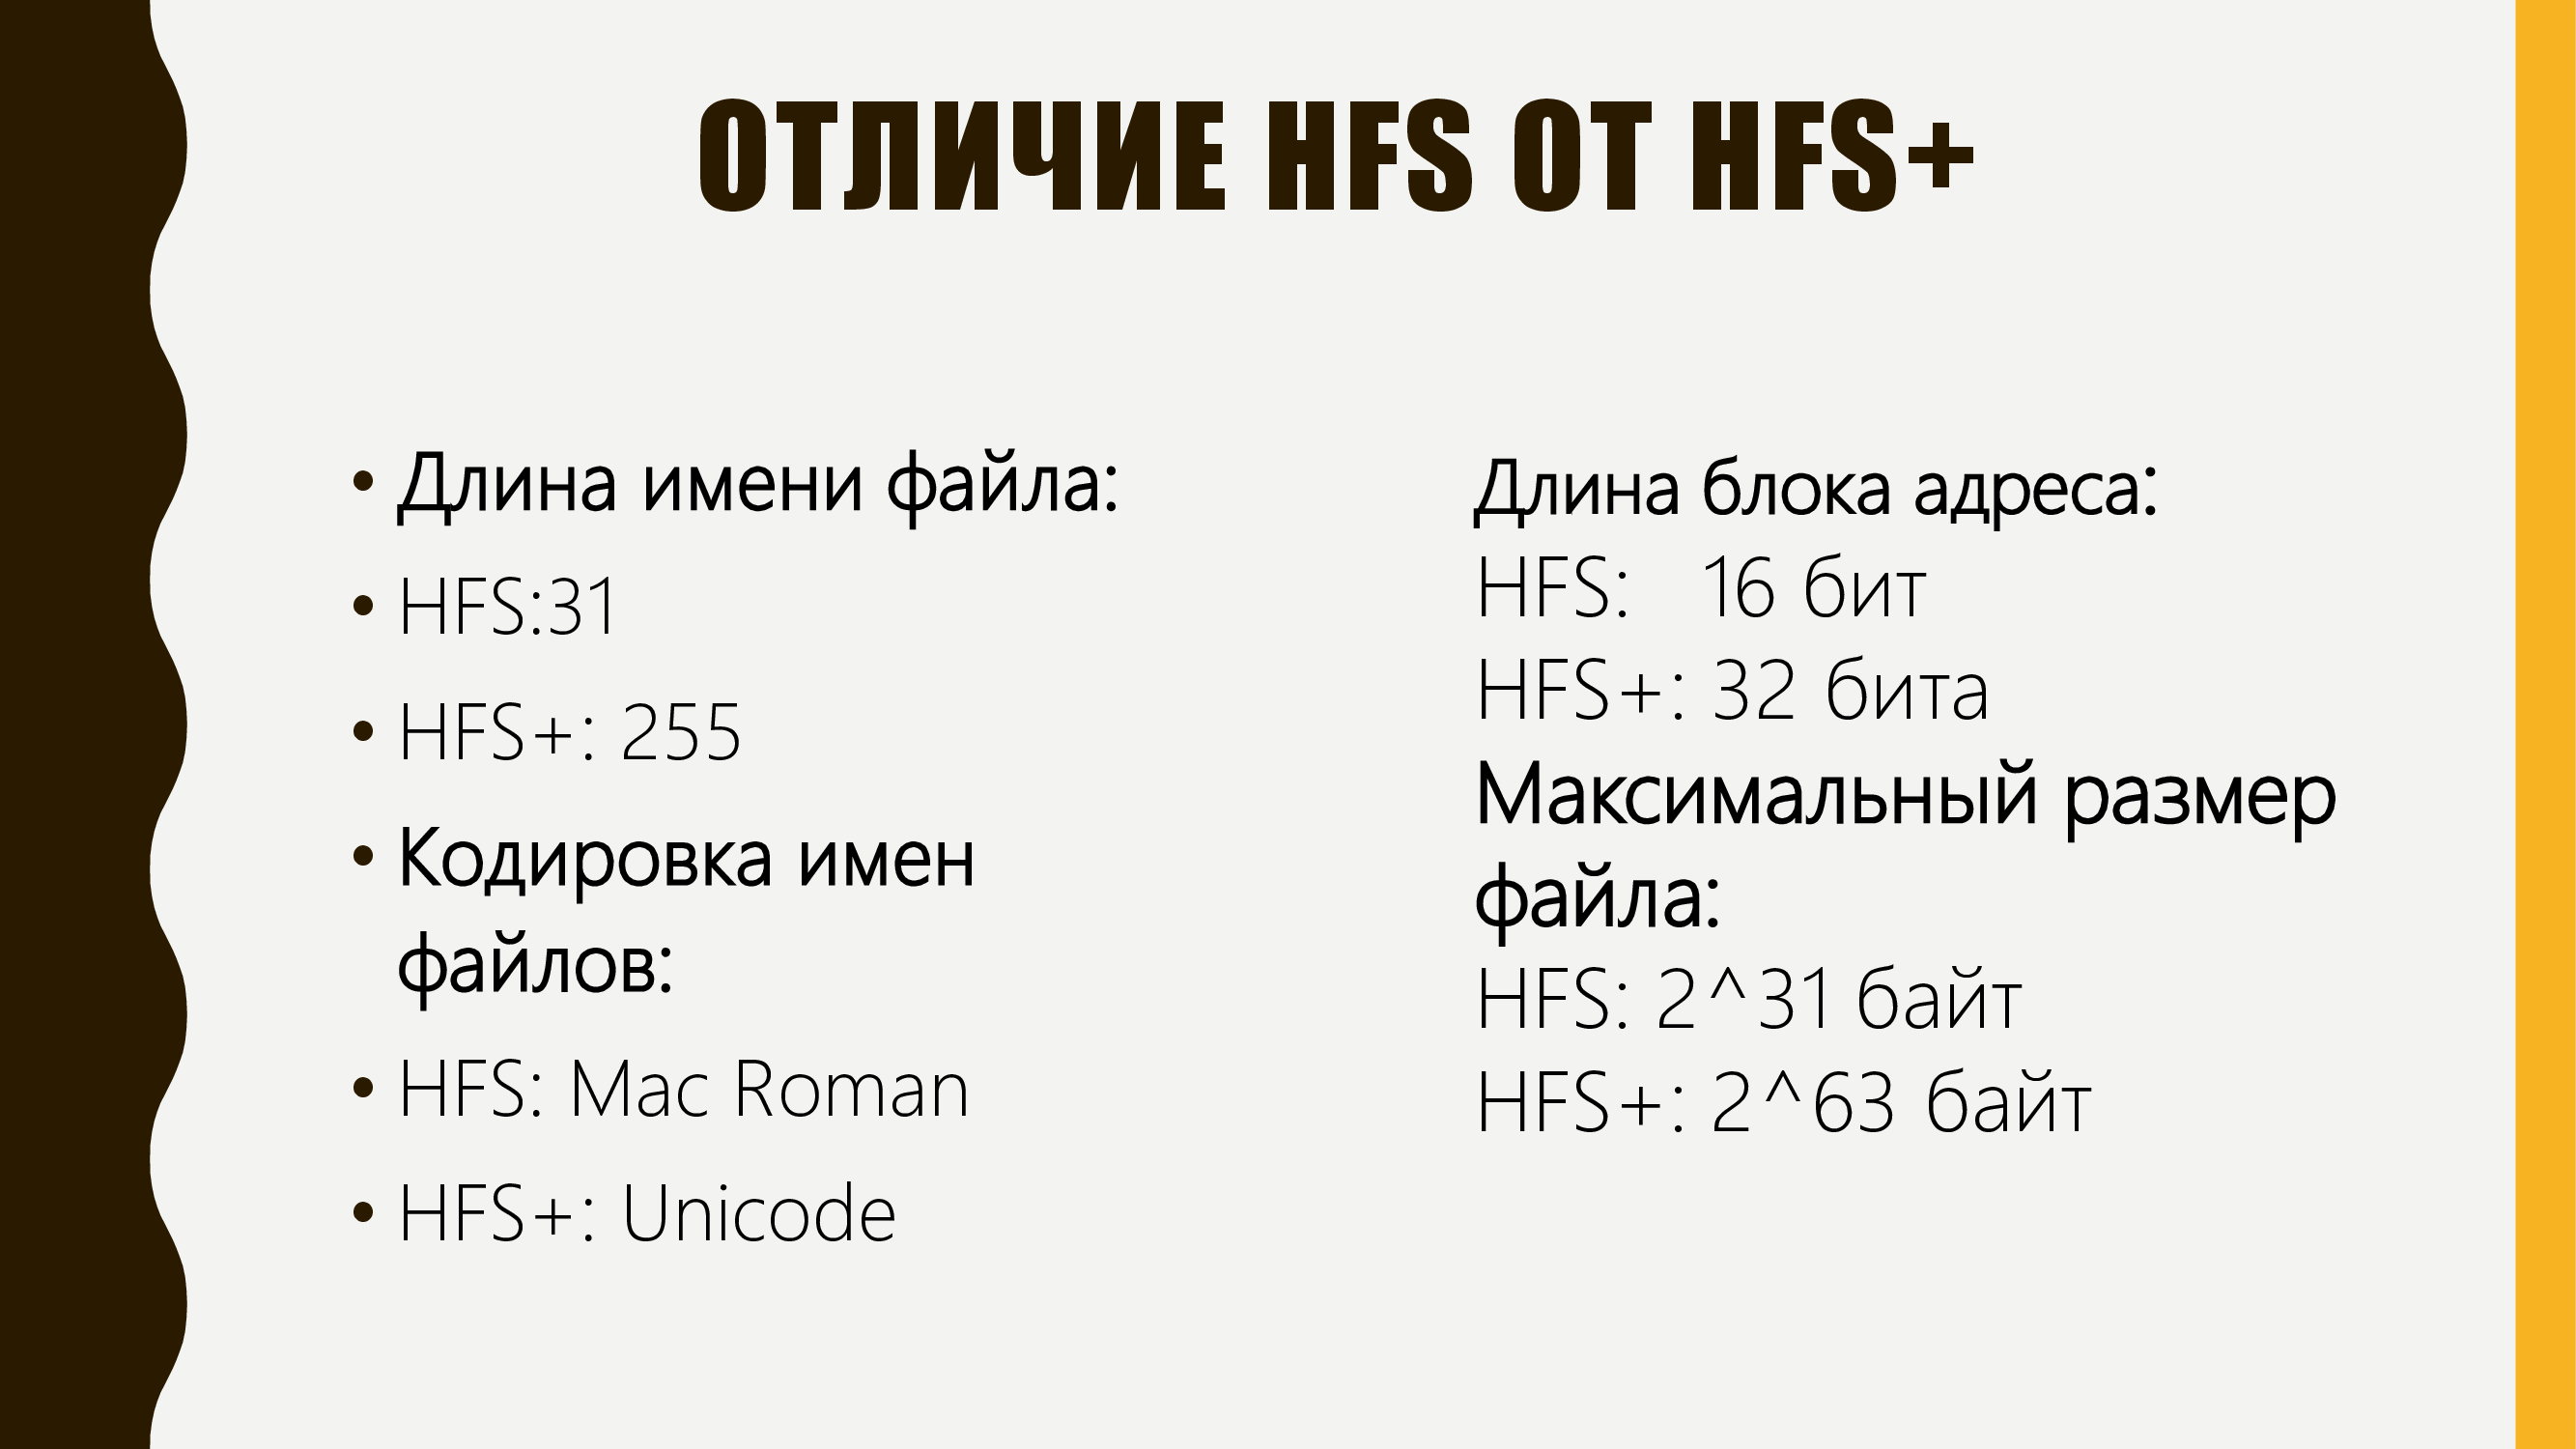 ОТЛИЧИЕ HFS ОТ HFS+
• Длина имени файла:
• HFS:31
• HFS+: 255
• Кодировка имен
файлов:
• HFS: Mac Roman
• HFS+: Unicode
Длина блока адреса:
HFS: 16 бит
HFS+: 32 бита
Максимальный размер
файла:
HFS: 2^31 байт
HFS+: 2^63 байт